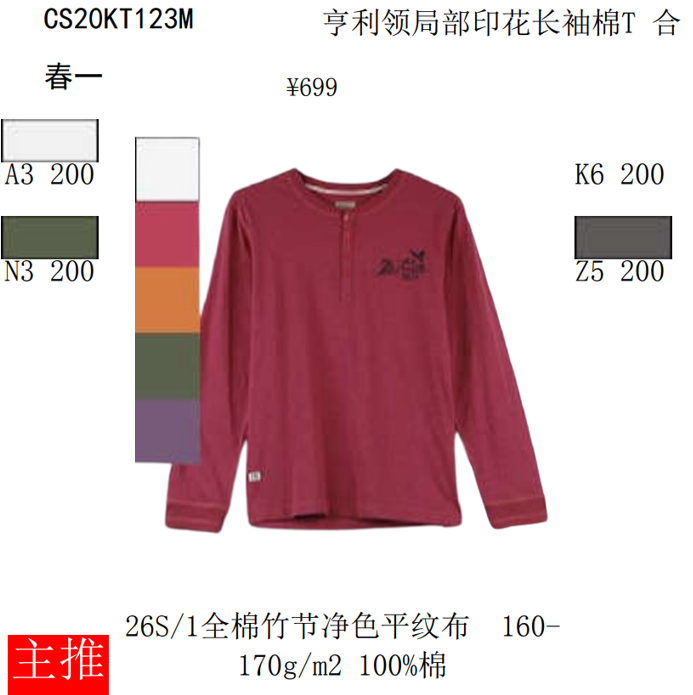 CS20KT123M
亨利领局部印花长袖棉T 合
春一
¥699
A3 200
K6 200
N3 200
Z5 200
26S/1全棉竹节净色平纹布 160-
170g/m2 100%棉
主推